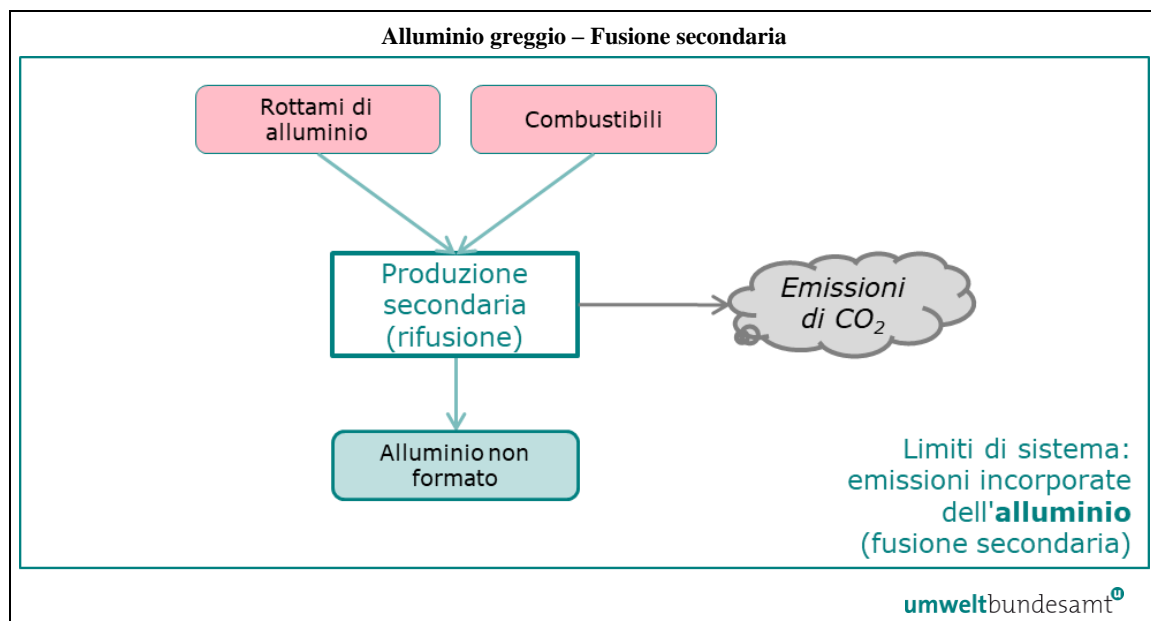 Alluminio greggio – Fusione secondaria
Rottami di
alluminio
Combustibili
Produzione
secondaria
(rifusione)
Emissioni
di CO₂
Alluminio non
formato
Limiti di sistema:
emissioni incorporate
dell'alluminio
(fusione secondaria)
umweltbundesamt u